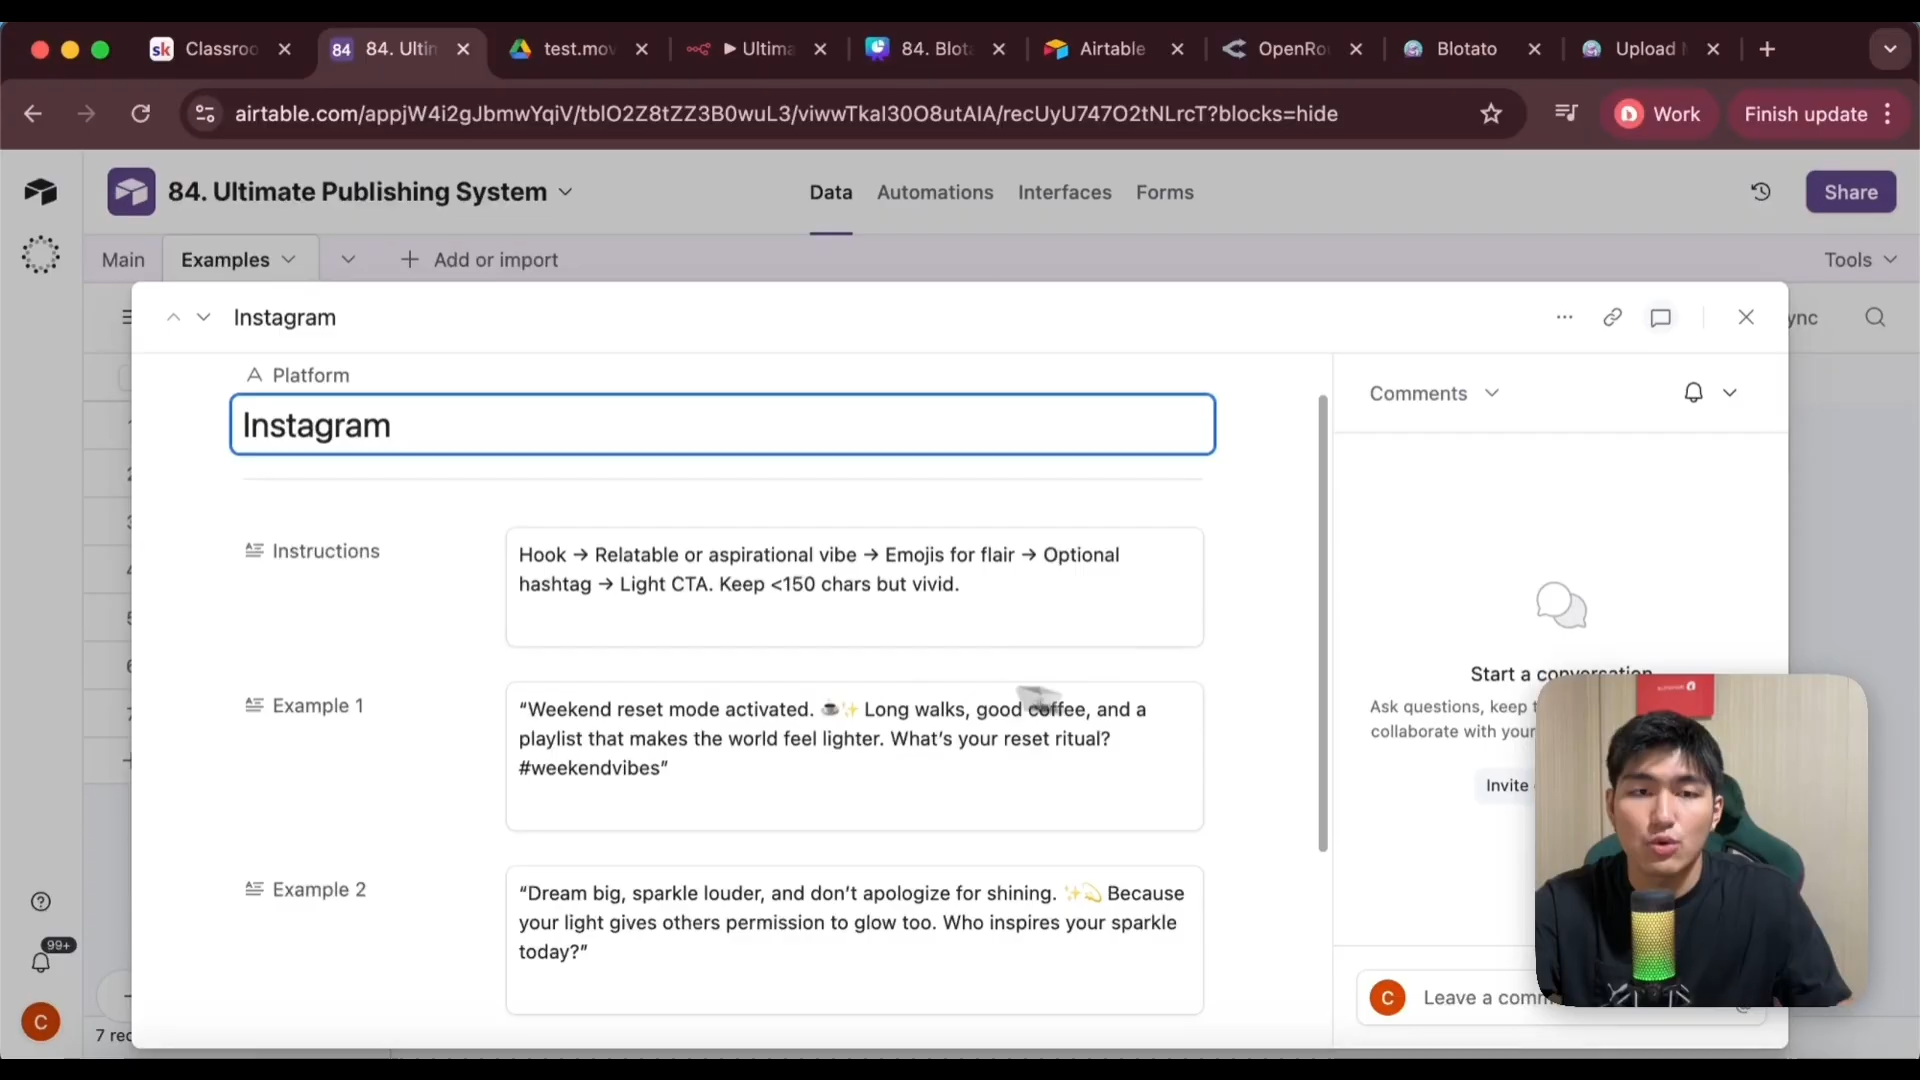 Classroo
84
84. Ultin
test.mov
Ultima
84. Blot
Airtable
OpenRo
Blotato
Upload
airtable.com/appjW4i2gJbmwYqiV/tblO2Z8tZZ3B0wuL3/viwwTkaI30O8utAIA/recUyU747O2tNLrcT?blocks=hide
Work
Finish update
84. Ultimate Publishing System
Data
Automations
Interfaces
Forms
Share
Main
Examples
Add or import
Tools
Instagram
ync
Platform
Instagram
Comments
Instructions
Hook → Relatable or aspirational vibe → Emojis for flair → Optional
hashtag → Light CTA. Keep <150 chars but vivid.
Example 1
“Weekend reset mode activated. ☕✨ Long walks, good coffee, and a
playlist that makes the world feel lighter. What’s your reset ritual?
#weekendvibes”
Start a conversation
Ask questions, keep t
collaborate with your
Invite
Example 2
“Dream big, sparkle louder, and don’t apologize for shining. ✨💫 Because
your light gives others permission to glow too. Who inspires your sparkle
today?”
99+
C
C
Leave a comm
7 rec